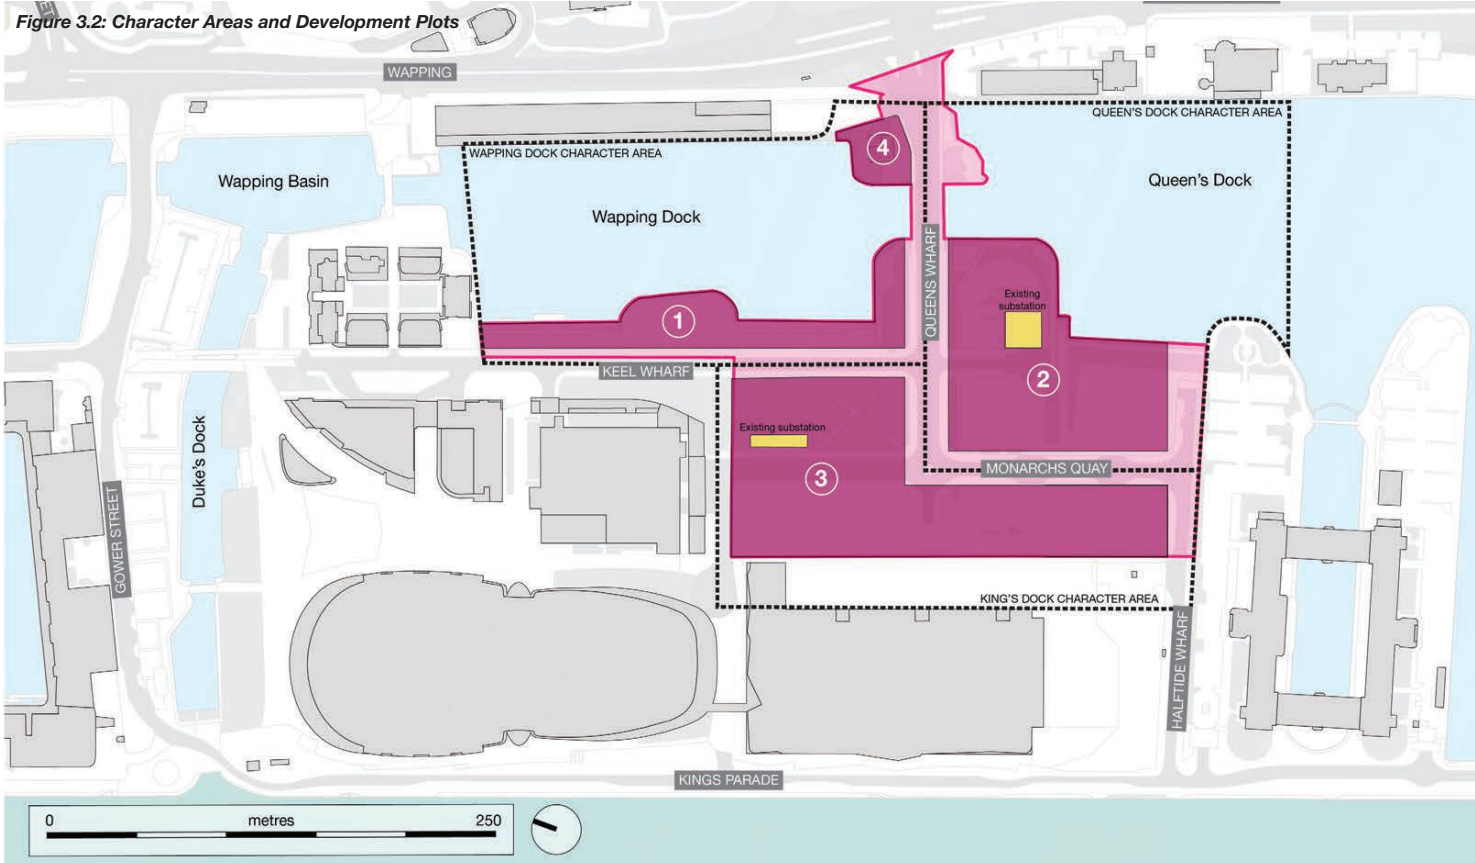 Figure 3.2: Character Areas and Development Plots
WAPPING
QUEEN'S DOCK CHARACTER AREA
WAPPING DOCK CHARACTER AREA
4
Wapping Basin
Queen's Dock
Wapping Dock
QUEENS WHARF
Existing
substation
1
KEEL WHARF
2
Existing substation
Duke's Dock
MONARCHS QUAY
3
GOWER STREET
KING'S DOCK CHARACTER AREA
HALFTIDE WHARF
KINGS PARADE
0 metres 250